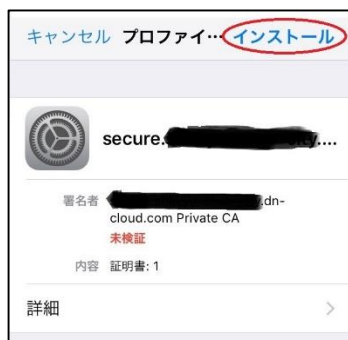 キャンセル プロファイ… インストール
secure.
署名者 .dn-
cloud.com Private CA
未検証
内容 証明書: 1
詳細